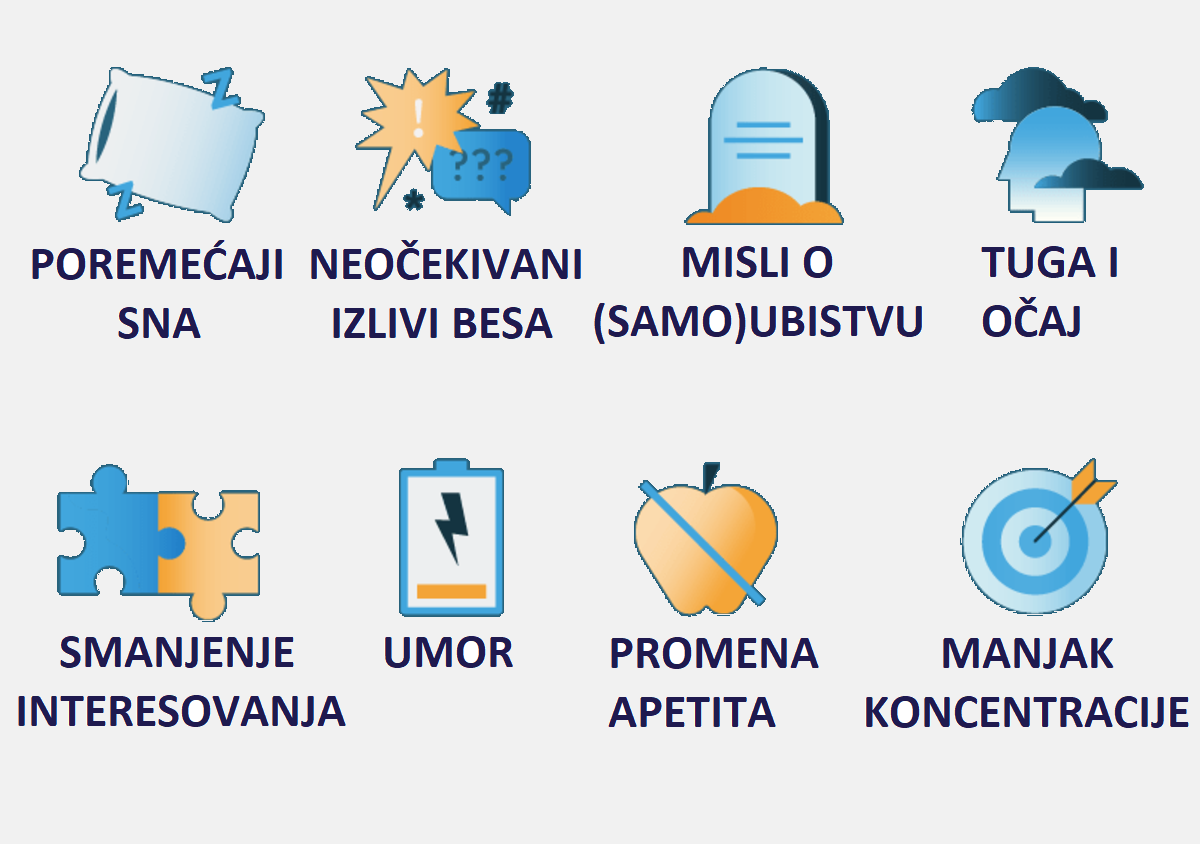 !
#
???
*
POREMEĆAJI
SNA
NEOČEKIVANI
IZLIVI BESA
MISLI O
(SAMO)UBISTVU
TUGA I
OČAJ
SMANJENJE
INTERESOVANJA
UMOR
PROMENA
APETITA
MANJAK
KONCENTRACIJE